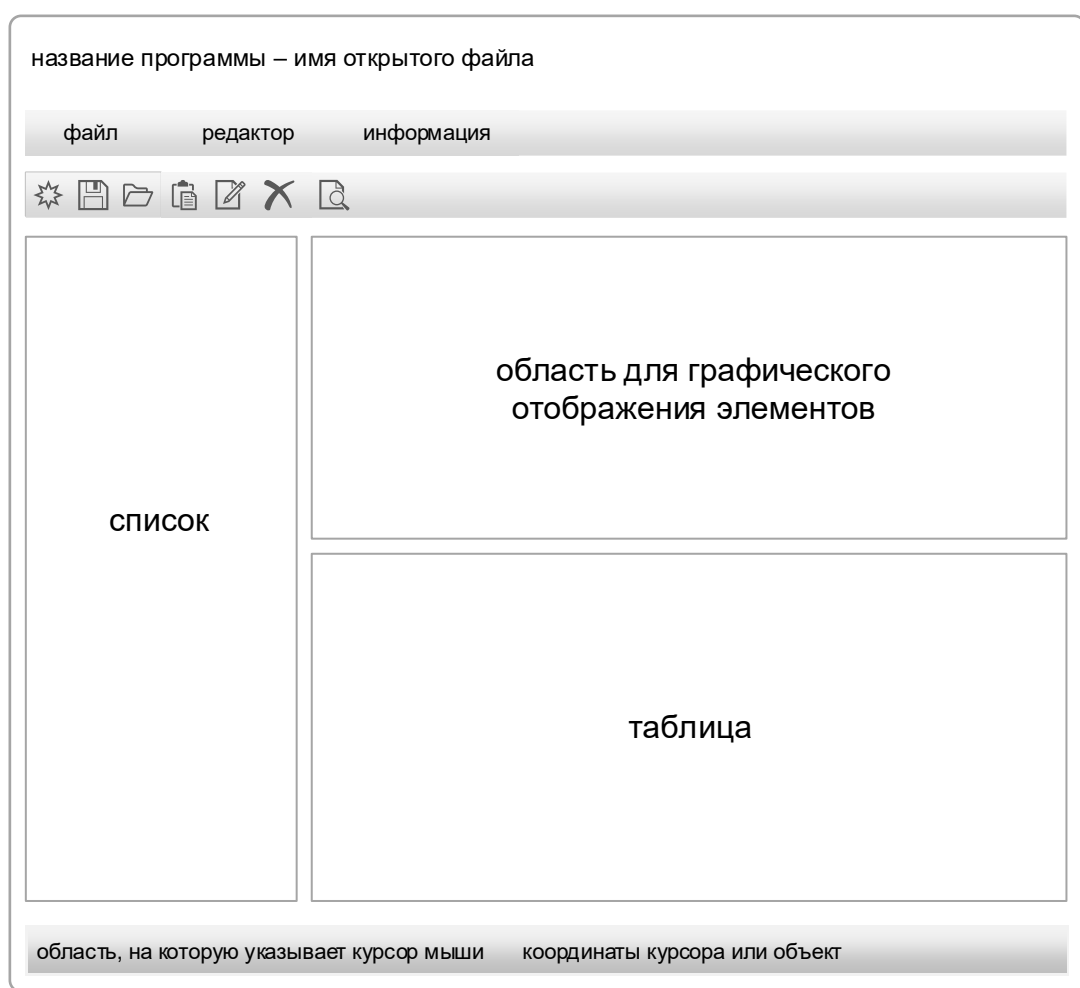 название программы – имя открытого файла
файл редактор информация
область для графического
отображения элементов
список
таблица
область, на которую указывает курсор мыши координаты курсора или объект